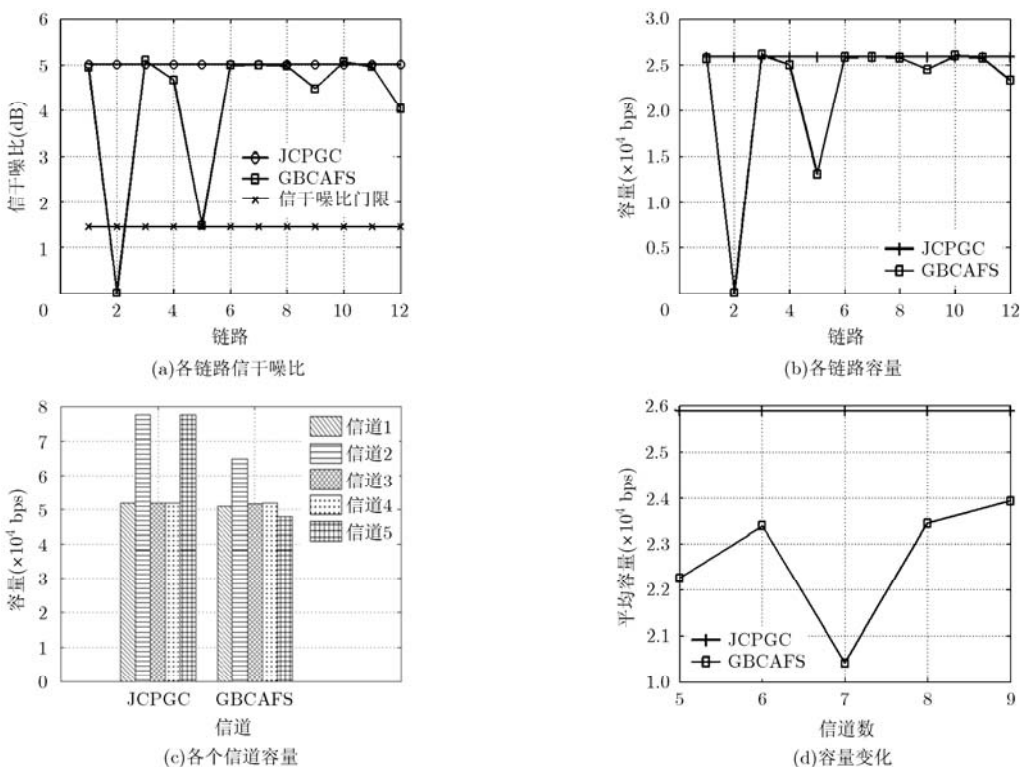 6
5
4
3
2
1
0
信干噪比(dB)
JCPGC
GBCAFS
信干噪比门限
2
4
6
8
10
12
链路
(a)各链路信干噪比
3.0
2.5
2.0
1.5
1.0
0.5
0
容量(×10⁴ bps)
JCPGC
GBCAFS
2
4
6
8
10
12
链路
(b)各链路容量
8
7
6
5
4
3
2
1
0
容量(×10⁴ bps)
信道1
信道2
信道3
信道4
信道5
JCPGC GBCAFS
信道
(c)各个信道容量
2.6
2.5
2.4
2.3
2.2
2.1
1.0
平均容量(×10⁴ bps)
JCPGC
GBCAFS
5
6
7
8
9
信道数
(d)容量变化